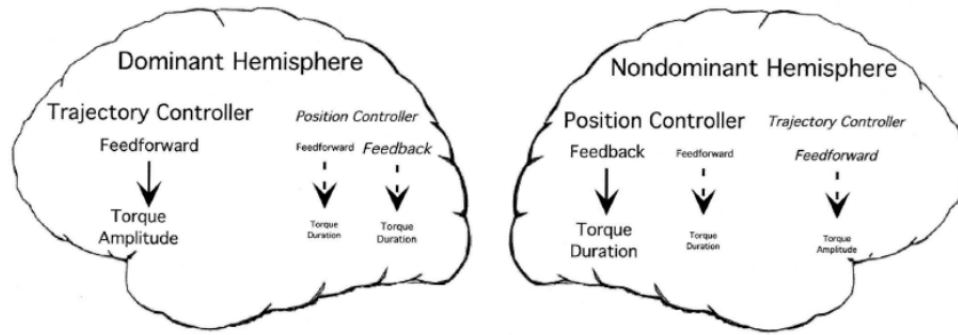 Dominant Hemisphere
Trajectory Controller
Feedforward
Torque
Amplitude
Position Controller
Feedforward
Feedback
Torque
Duration
Torque
Duration
Nondominant Hemisphere
Position Controller
Feedback
Torque
Duration
Feedforward
Torque
Duration
Trajectory Controller
Feedforward
Torque
Amplitude